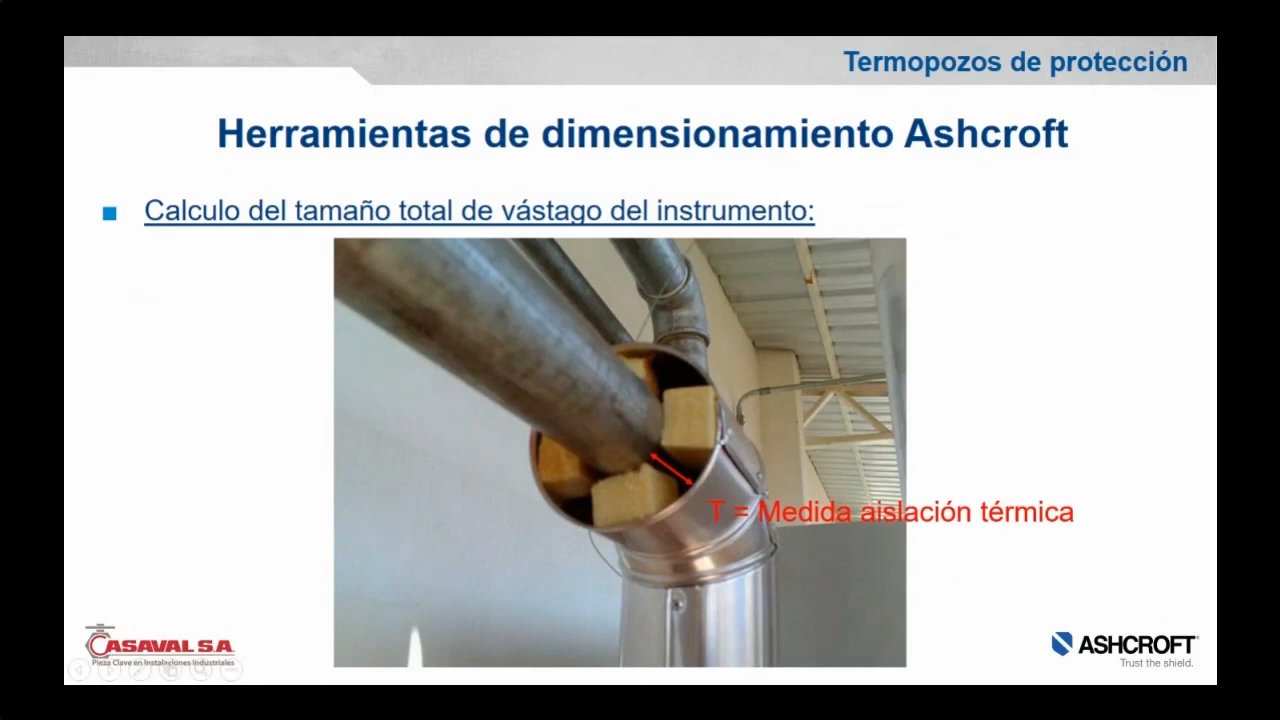 Termopozos de protección
Herramientas de dimensionamiento Ashcroft
Calculo del tamaño total de vástago del instrumento:
T = Medida aislación térmica
CASAVAL S.A.
Pieza Clave en Instalaciones Industriales
ASHCROFT
Trust the shield.